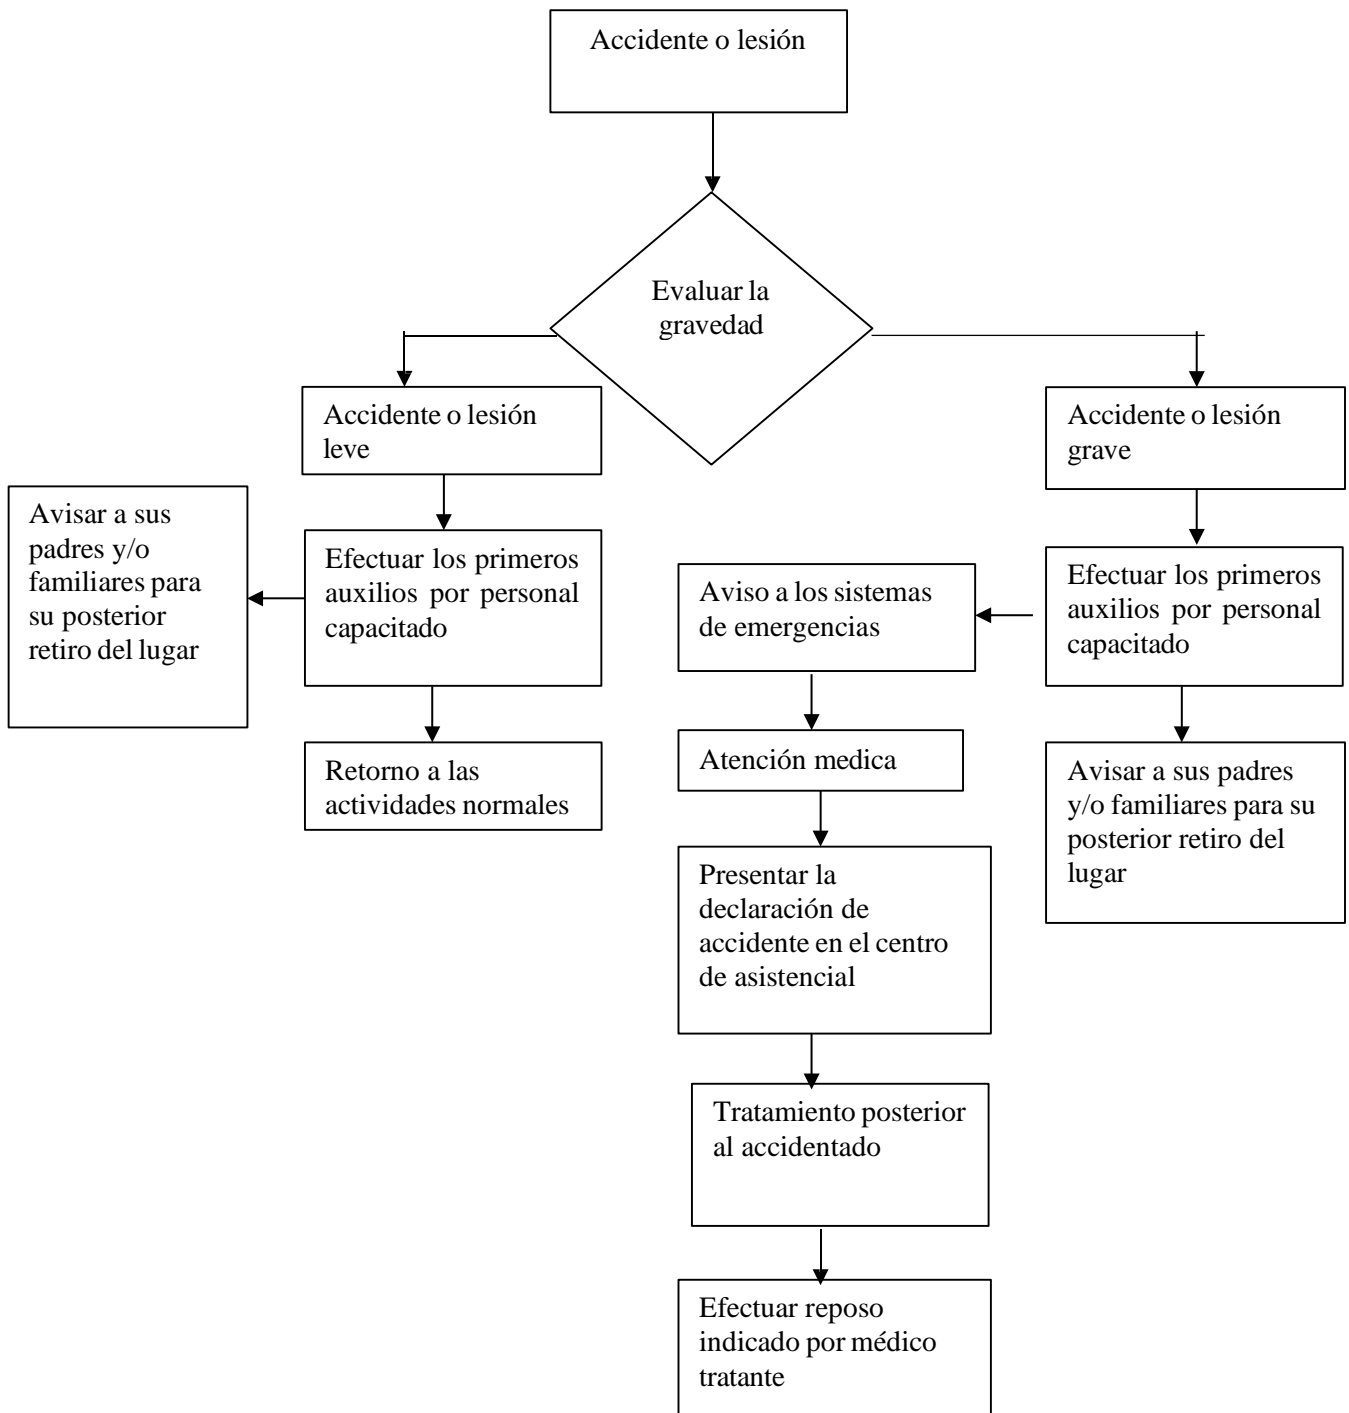 Accidente o lesión
Evaluar la
gravedad
Accidente o lesión
leve
Accidente o lesión
grave
Avisar a sus
padres y/o
familiares para
su posterior
retiro del lugar
Efectuar los primeros
auxilios por personal
capacitado
Aviso a los sistemas
de emergencias
Efectuar los primeros
auxilios por personal
capacitado
Retorno a las
actividades normales
Atención medica
Avisar a sus padres
y/o familiares para su
posterior retiro del
lugar
Presentar la
declaración de
accidente en el centro
de asistencial
Tratamiento posterior
al accidentado
Efectuar reposo
indicado por médico
tratante